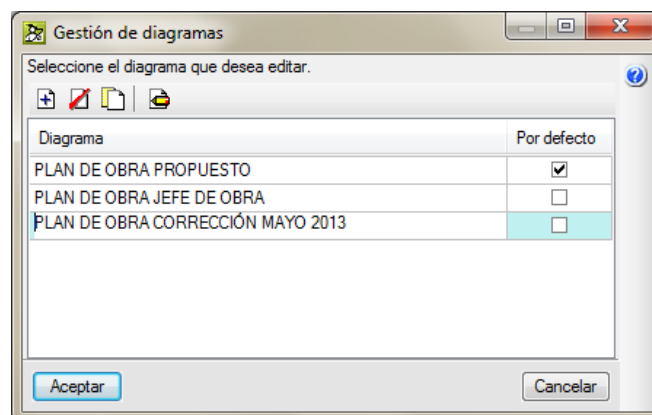 Gestión de diagramas
Seleccione el diagrama que desea editar.
Diagrama Por defecto
PLAN DE OBRA PROPUESTO
PLAN DE OBRA JEFE DE OBRA
PLAN DE OBRA CORRECCIÓN MAYO 2013
Aceptar Cancelar